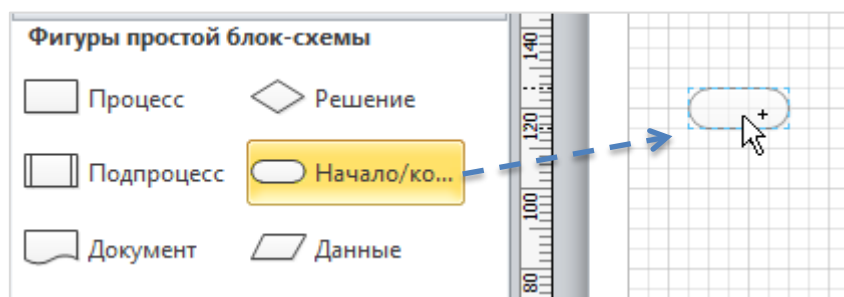 Фигуры простой блок-схемы
Процесс Решение
Подпроцесс Начало/ко...
Документ Данные
140
120
100
80